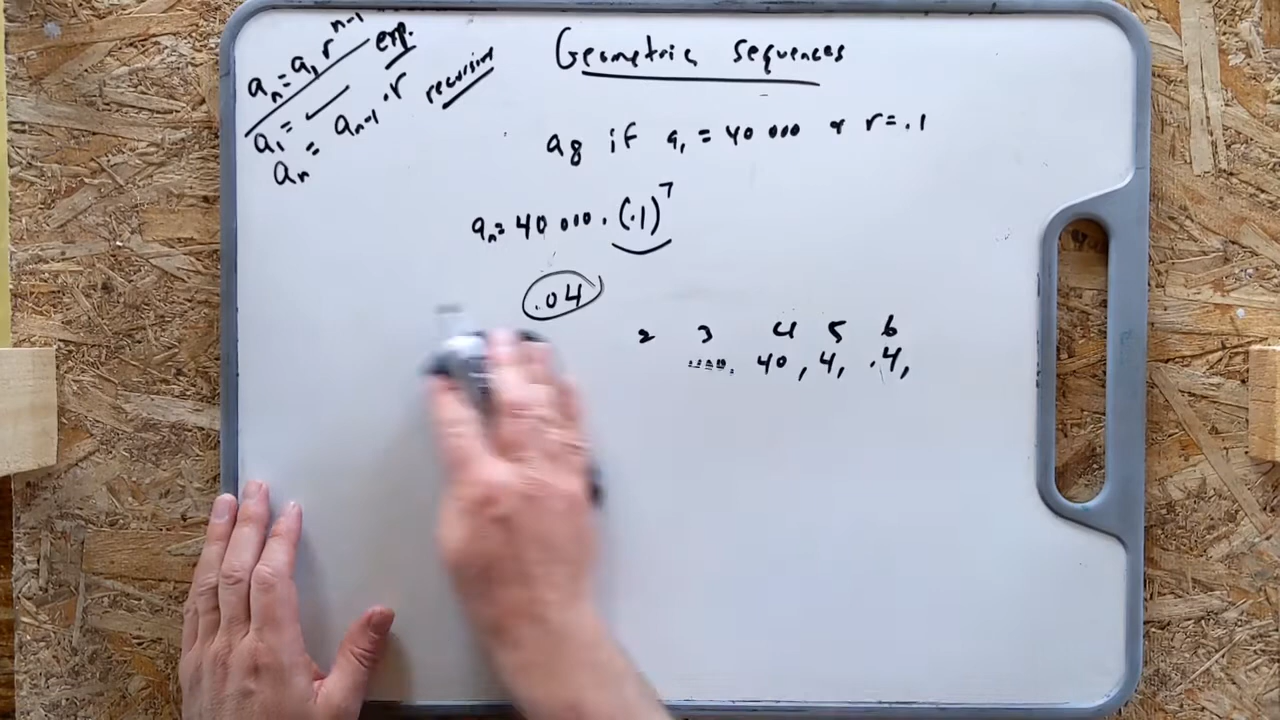 Geometric sequences
aₙ = a₁ rⁿ⁻¹ exp.
a₁ = __
aₙ = aₙ₋₁ · r recursive
a₈ if a₁ = 40 000 & r = .1
aₙ = 40 000 · (.1)⁷
.04
2 3 4 5 6
40, 4, .4,